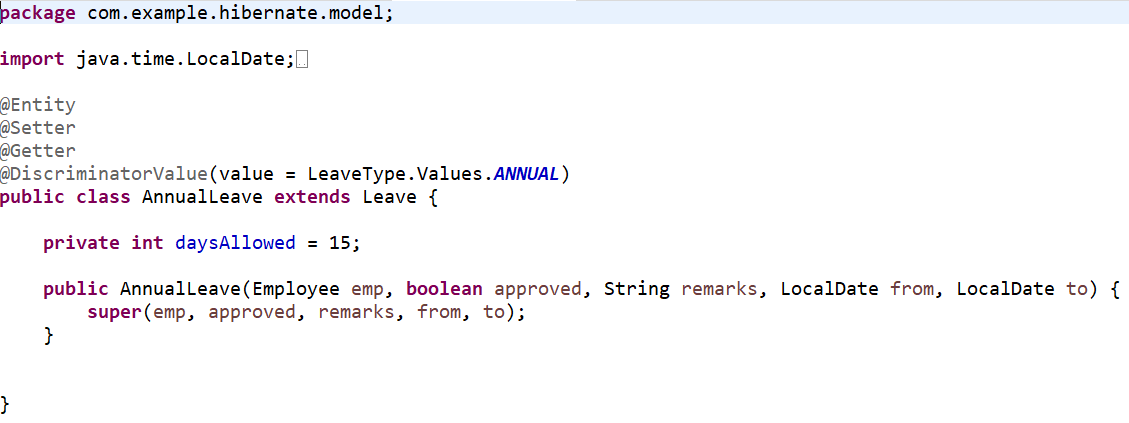 package com.example.hibernate.model;
import java.time.LocalDate;
@Entity
@Setter
@Getter
@DiscriminatorValue(value = LeaveType.Values.ANNUAL)
public class AnnualLeave extends Leave {
private int daysAllowed = 15;
public AnnualLeave(Employee emp, boolean approved, String remarks, LocalDate from, LocalDate to) {
super(emp, approved, remarks, from, to);
}
}